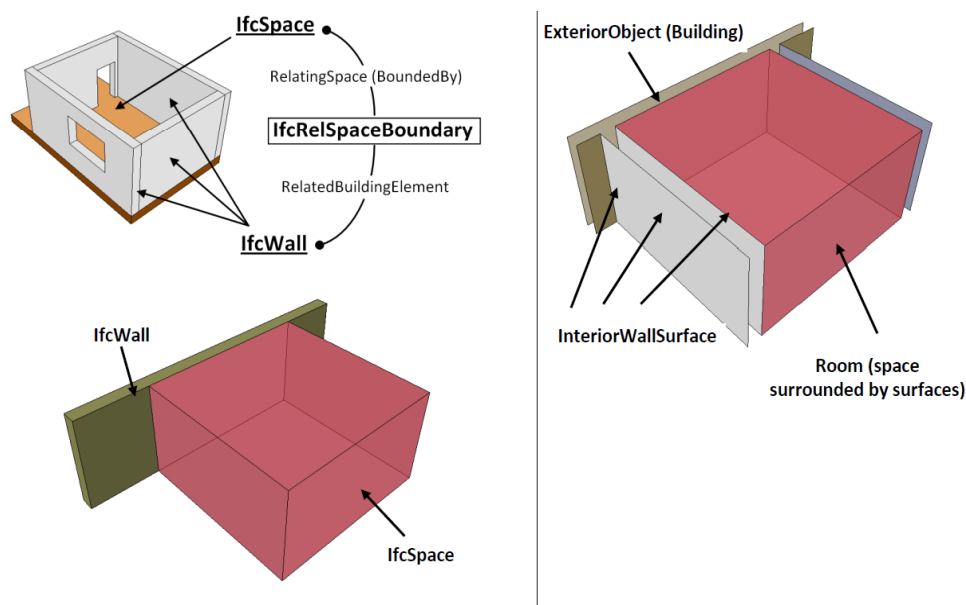 IfcSpace
RelatingSpace (BoundedBy)
IfcRelSpaceBoundary
RelatedBuildingElement
IfcWall
IfcWall
IfcSpace
ExteriorObject (Building)
InteriorWallSurface
Room (space
surrounded by surfaces)